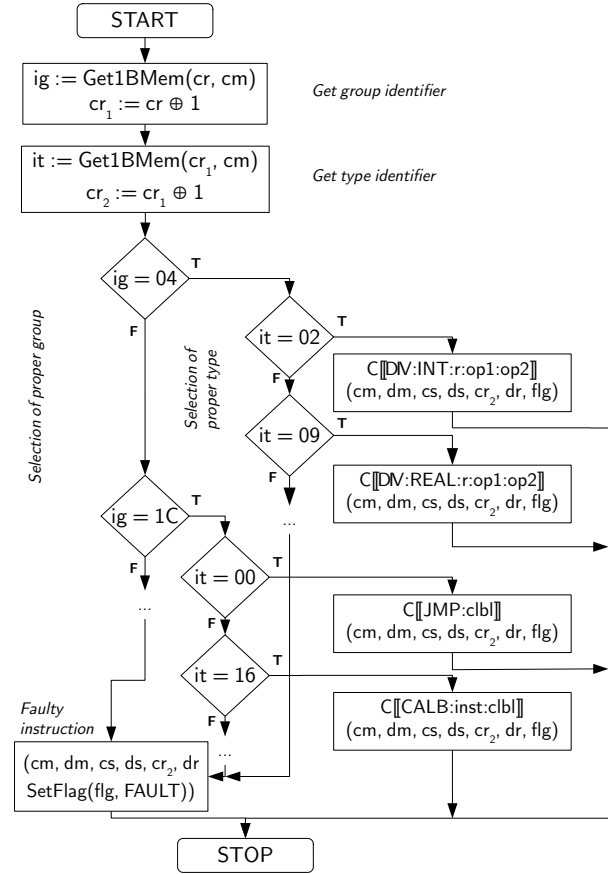 START
ig := Get1BMem(cr, cm)
cr₁ := cr ⊕ 1
Get group identifier
it := Get1BMem(cr₁, cm)
cr₂ := cr₁ ⊕ 1
Get type identifier
ig = 04
T
F
Selection of proper group
it = 02
T
F
Selection of
proper type
C⟦DIV:INT:r:op1:op2⟧
(cm, dm, cs, ds, cr₂, dr, flg)
it = 09
T
F
...
C⟦DIV:REAL:r:op1:op2⟧
(cm, dm, cs, ds, cr₂, dr, flg)
ig = 1C
T
F
...
it = 00
T
F
C⟦JMP:clbl⟧
(cm, dm, cs, ds, cr₂, dr, flg)
it = 16
T
F
...
C⟦CALB:inst:clbl⟧
(cm, dm, cs, ds, cr₂, dr, flg)
Faulty
instruction
(cm, dm, cs, ds, cr₂, dr
SetFlag(flg, FAULT))
STOP